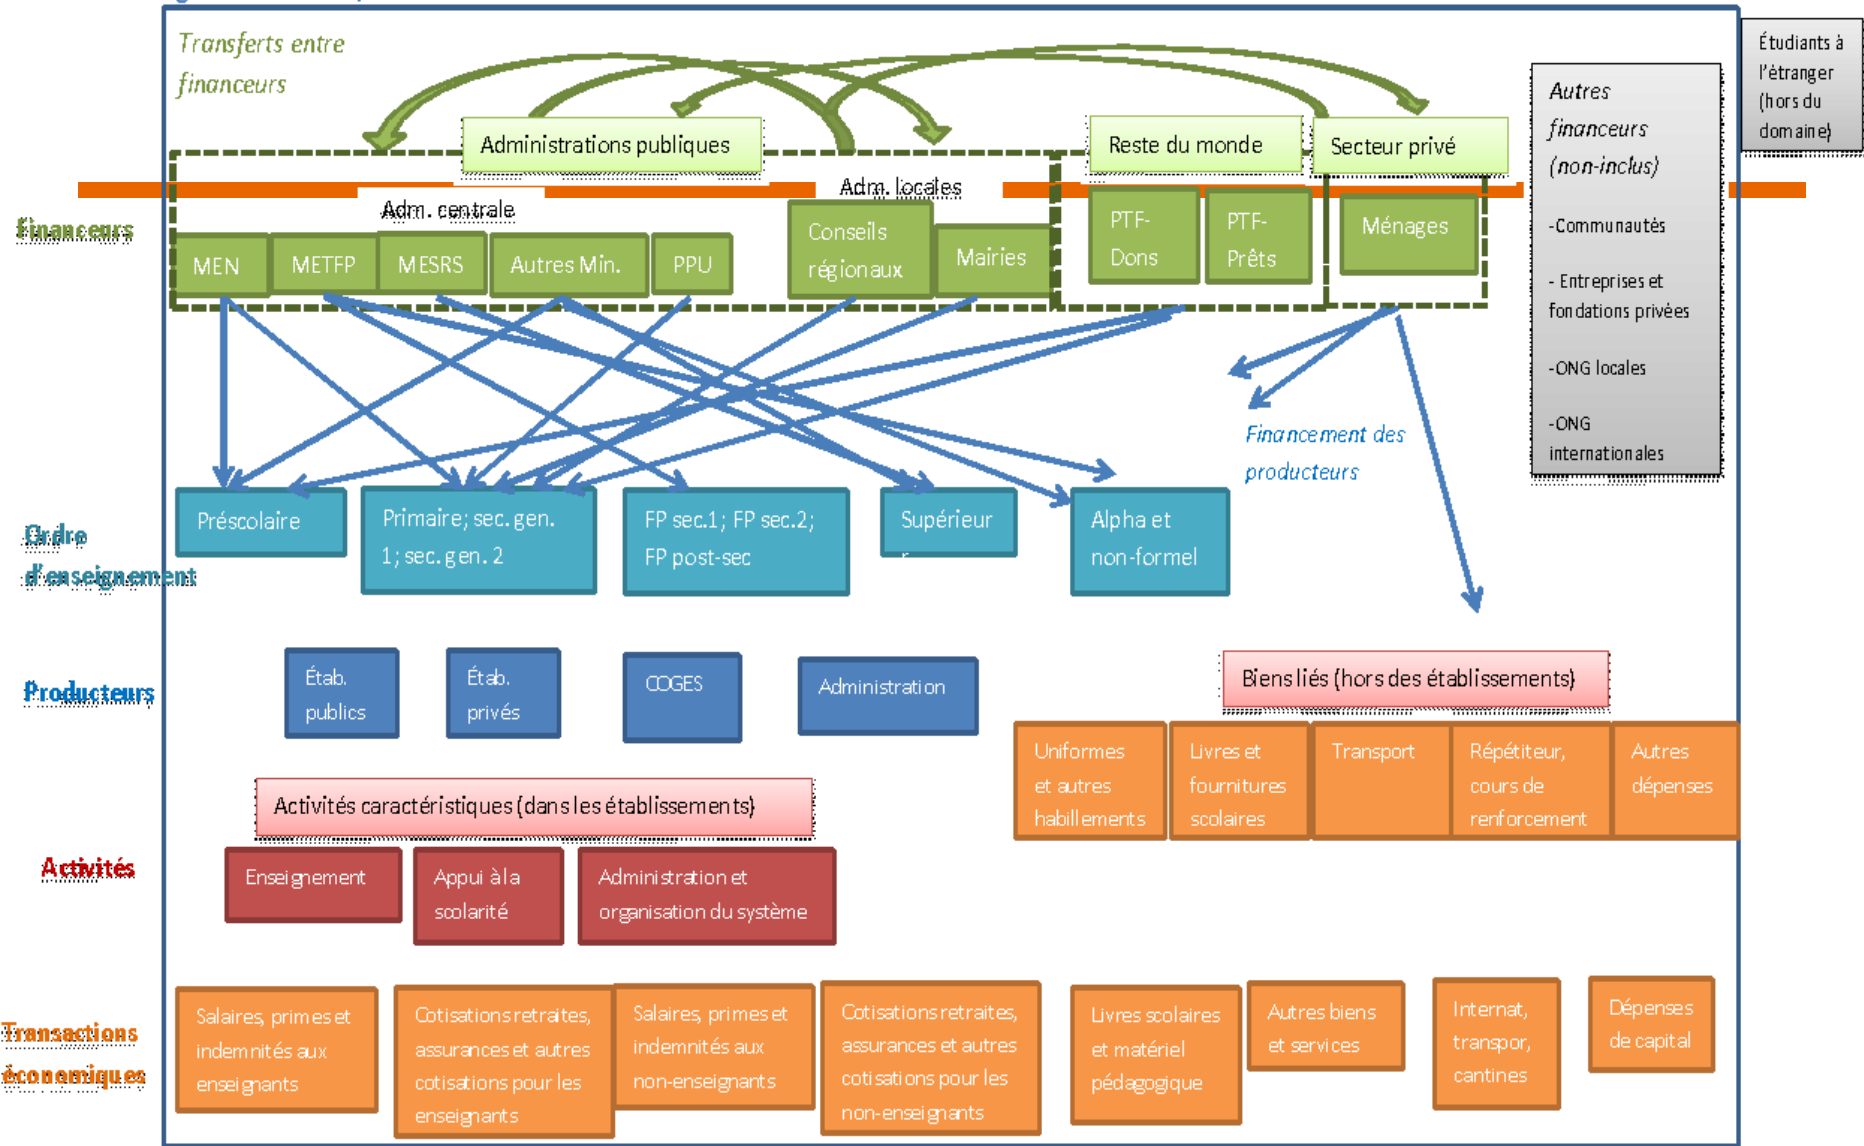 Transferts entre
financeurs
Étudiants à
l'étranger
(hors du
domaine)
Autres
financeurs
(non-inclus)
-Communautés
- Entreprises et
fondations privées
-ONG locales
-ONG
internationales
Administrations publiques
Reste du monde
Secteur privé
Adm. centrale
Adm. locales
Financeurs
MEN
METFP
MESRS
Autres Min.
PPU
Conseils
régionaux
Mairies
PTF-
Dons
PTF-
Prêts
Ménages
Financement des
producteurs
Ordre
d'enseignement
Préscolaire
Primaire; sec. gen.
1; sec. gen. 2
FP sec.1; FP sec.2;
FP post-sec
Supérieur
Alpha et
non-formel
Producteurs
Étab.
publics
Étab.
privés
COGES
Administration
Biens liés (hors des établissements)
Uniformes
et autres
habillements
Livres et
fournitures
scolaires
Transport
Répétiteur,
cours de
renforcement
Autres
dépenses
Activités caractéristiques (dans les établissements)
Activités
Enseignement
Appui à la
scolarité
Administration et
organisation du système
Transactions
économiques
Salaires, primes et
indemnités aux
enseignants
Cotisations retraites,
assurances et autres
cotisations pour les
enseignants
Salaires, primes et
indemnités aux
non-enseignants
Cotisations retraites,
assurances et autres
cotisations pour les
non-enseignants
Livres scolaires
et matériel
pédagogique
Autres biens
et services
Internat,
transpor,
cantines
Dépenses
de capital